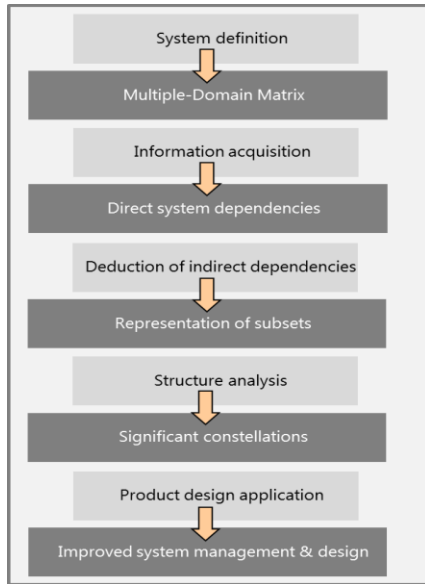 System definition
Multiple-Domain Matrix
Information acquisition
Direct system dependencies
Deduction of indirect dependencies
Representation of subsets
Structure analysis
Significant constellations
Product design application
Improved system management & design